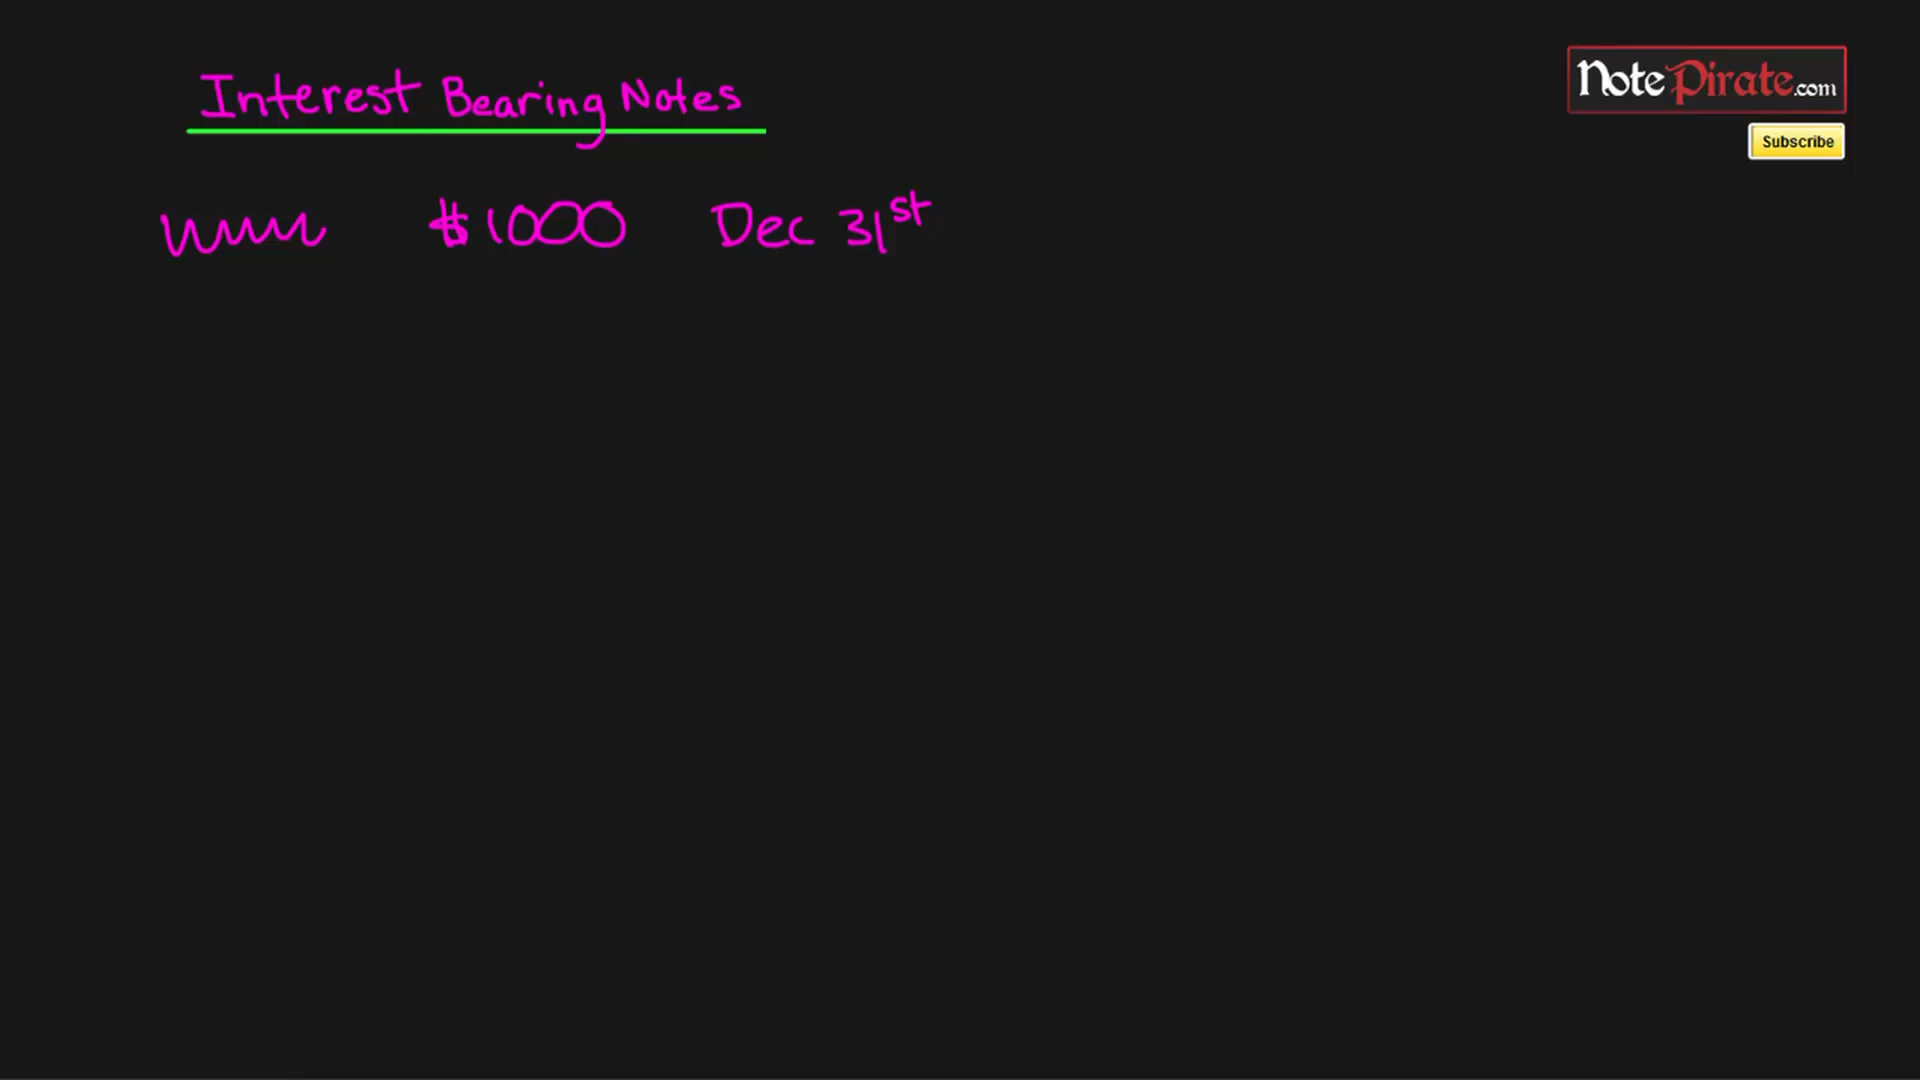 Interest Bearing Notes
NotePirate.com
Subscribe
$1000 Dec 31st